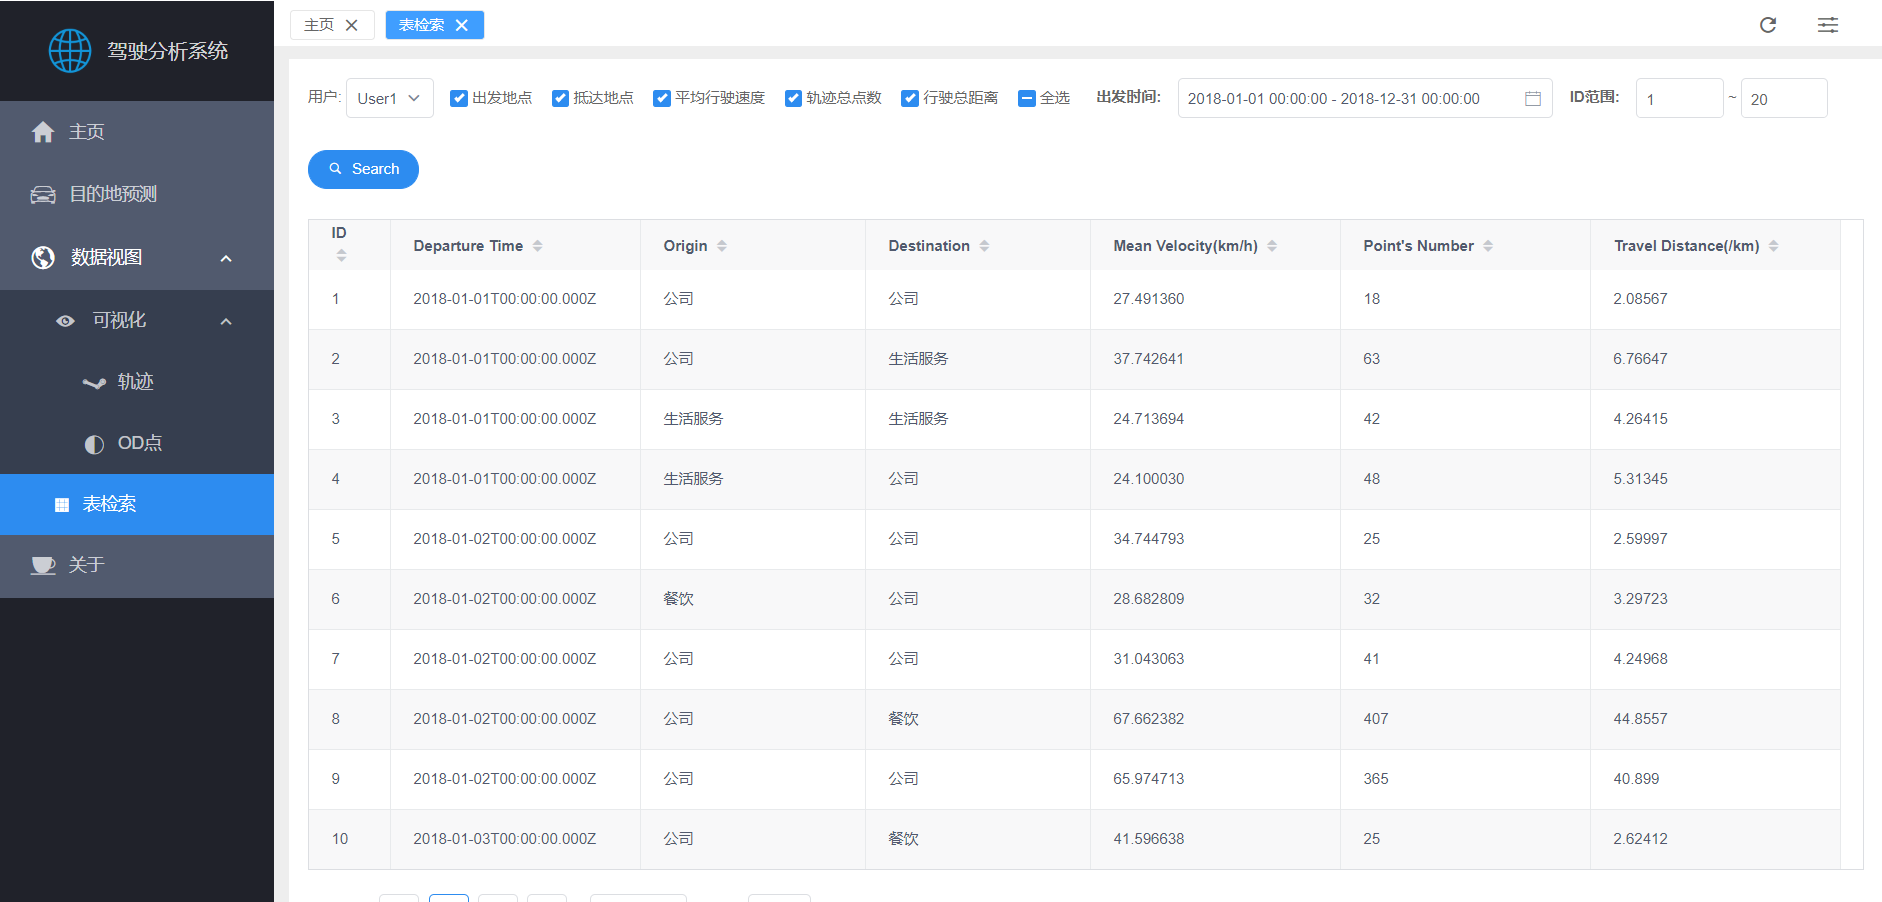 驾驶分析系统
主页
目的地预测
数据视图
可视化
轨迹
OD点
表检索
关于
主页 表检索
用户: User1 出发地点 抵达地点 平均行驶速度 轨迹总点数 行驶总距离 全选 出发时间: 2018-01-01 00:00:00 - 2018-12-31 00:00:00 ID范围: 1 ~ 20
Search
ID Departure Time Origin Destination Mean Velocity(km/h) Point's Number Travel Distance(/km)
1 2018-01-01T00:00:00.000Z 公司 公司 27.491360 18 2.08567
2 2018-01-01T00:00:00.000Z 公司 生活服务 37.742641 63 6.76647
3 2018-01-01T00:00:00.000Z 生活服务 生活服务 24.713694 42 4.26415
4 2018-01-01T00:00:00.000Z 生活服务 公司 24.100030 48 5.31345
5 2018-01-02T00:00:00.000Z 公司 公司 34.744793 25 2.59997
6 2018-01-02T00:00:00.000Z 餐饮 公司 28.682809 32 3.29723
7 2018-01-02T00:00:00.000Z 公司 公司 31.043063 41 4.24968
8 2018-01-02T00:00:00.000Z 公司 餐饮 67.662382 407 44.8557
9 2018-01-02T00:00:00.000Z 公司 公司 65.974713 365 40.899
10 2018-01-03T00:00:00.000Z 公司 餐饮 41.596638 25 2.62412